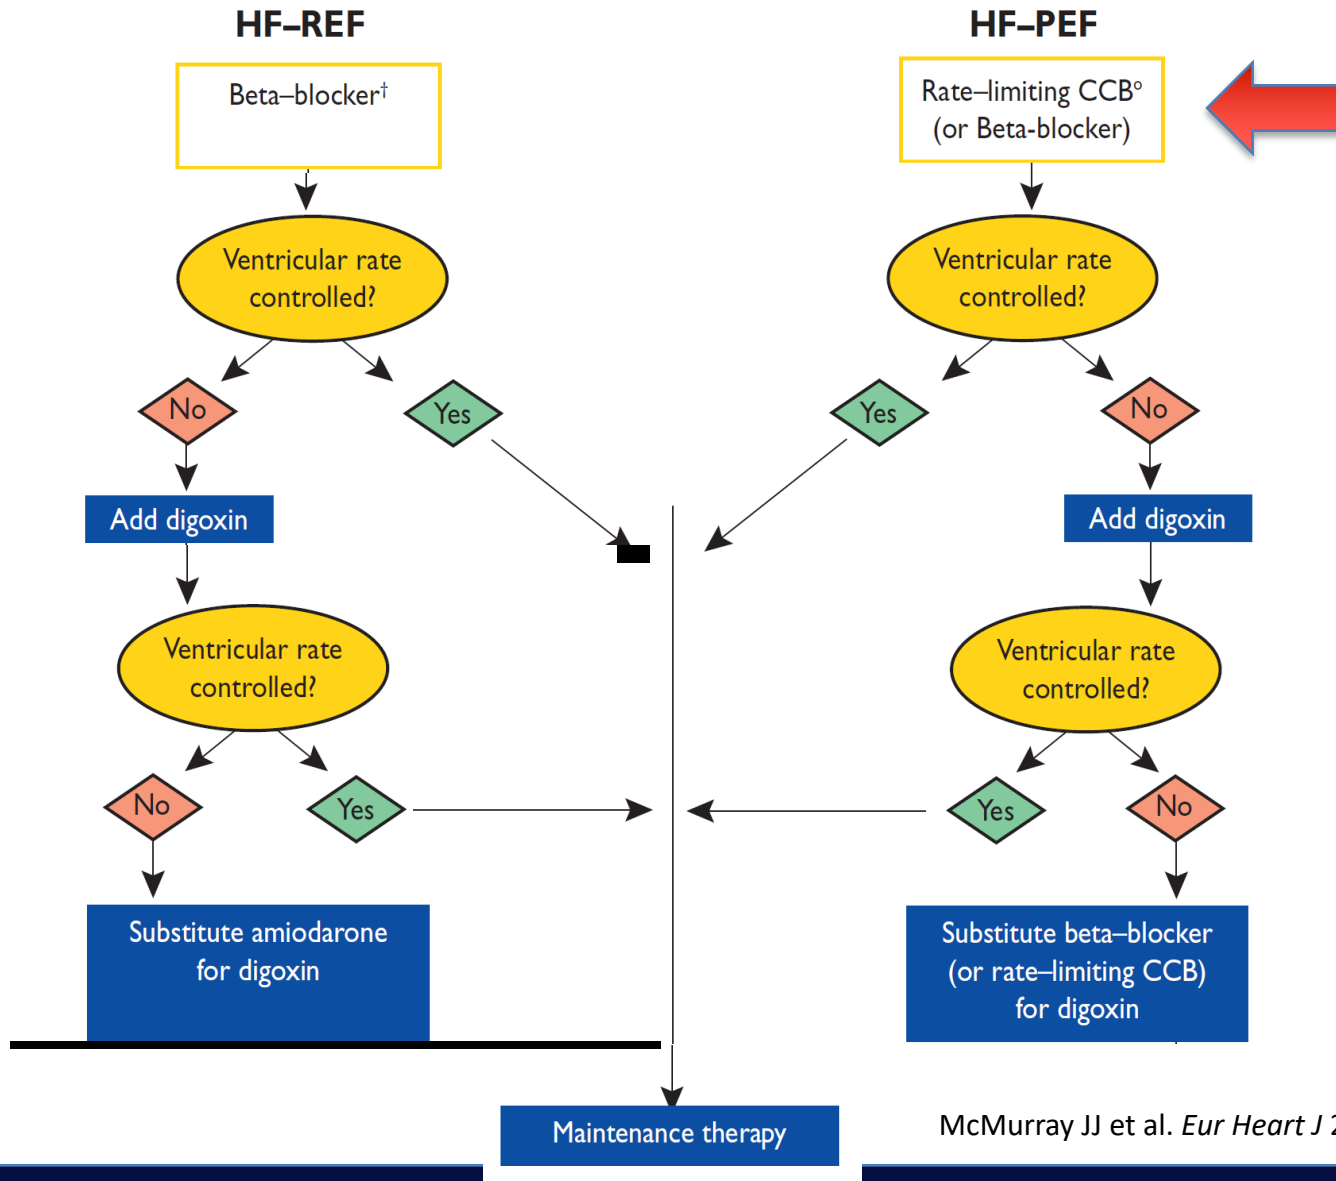 HF–REF
Beta–blocker†
Ventricular rate
controlled?
No
Yes
Add digoxin
Ventricular rate
controlled?
No
Yes
Substitute amiodarone
for digoxin
HF–PEF
Rate–limiting CCBº
(or Beta-blocker)
Ventricular rate
controlled?
Yes
No
Add digoxin
Ventricular rate
controlled?
Yes
No
Substitute beta–blocker
(or rate–limiting CCB)
for digoxin
Maintenance therapy
McMurray JJ et al. Eur Heart J